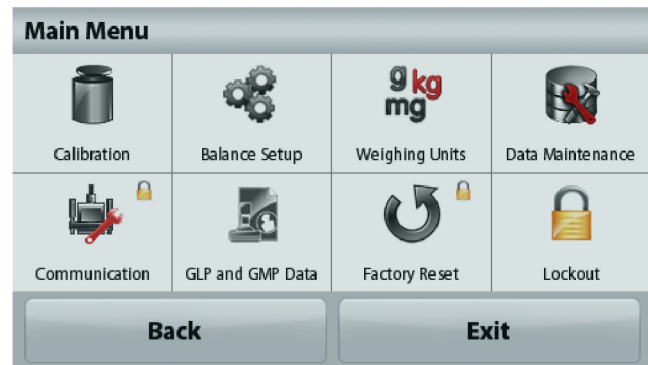 Main Menu
g kg
mg
Calibration
Balance Setup
Weighing Units
Data Maintenance
Communication
GLP and GMP Data
Factory Reset
Lockout
Back
Exit